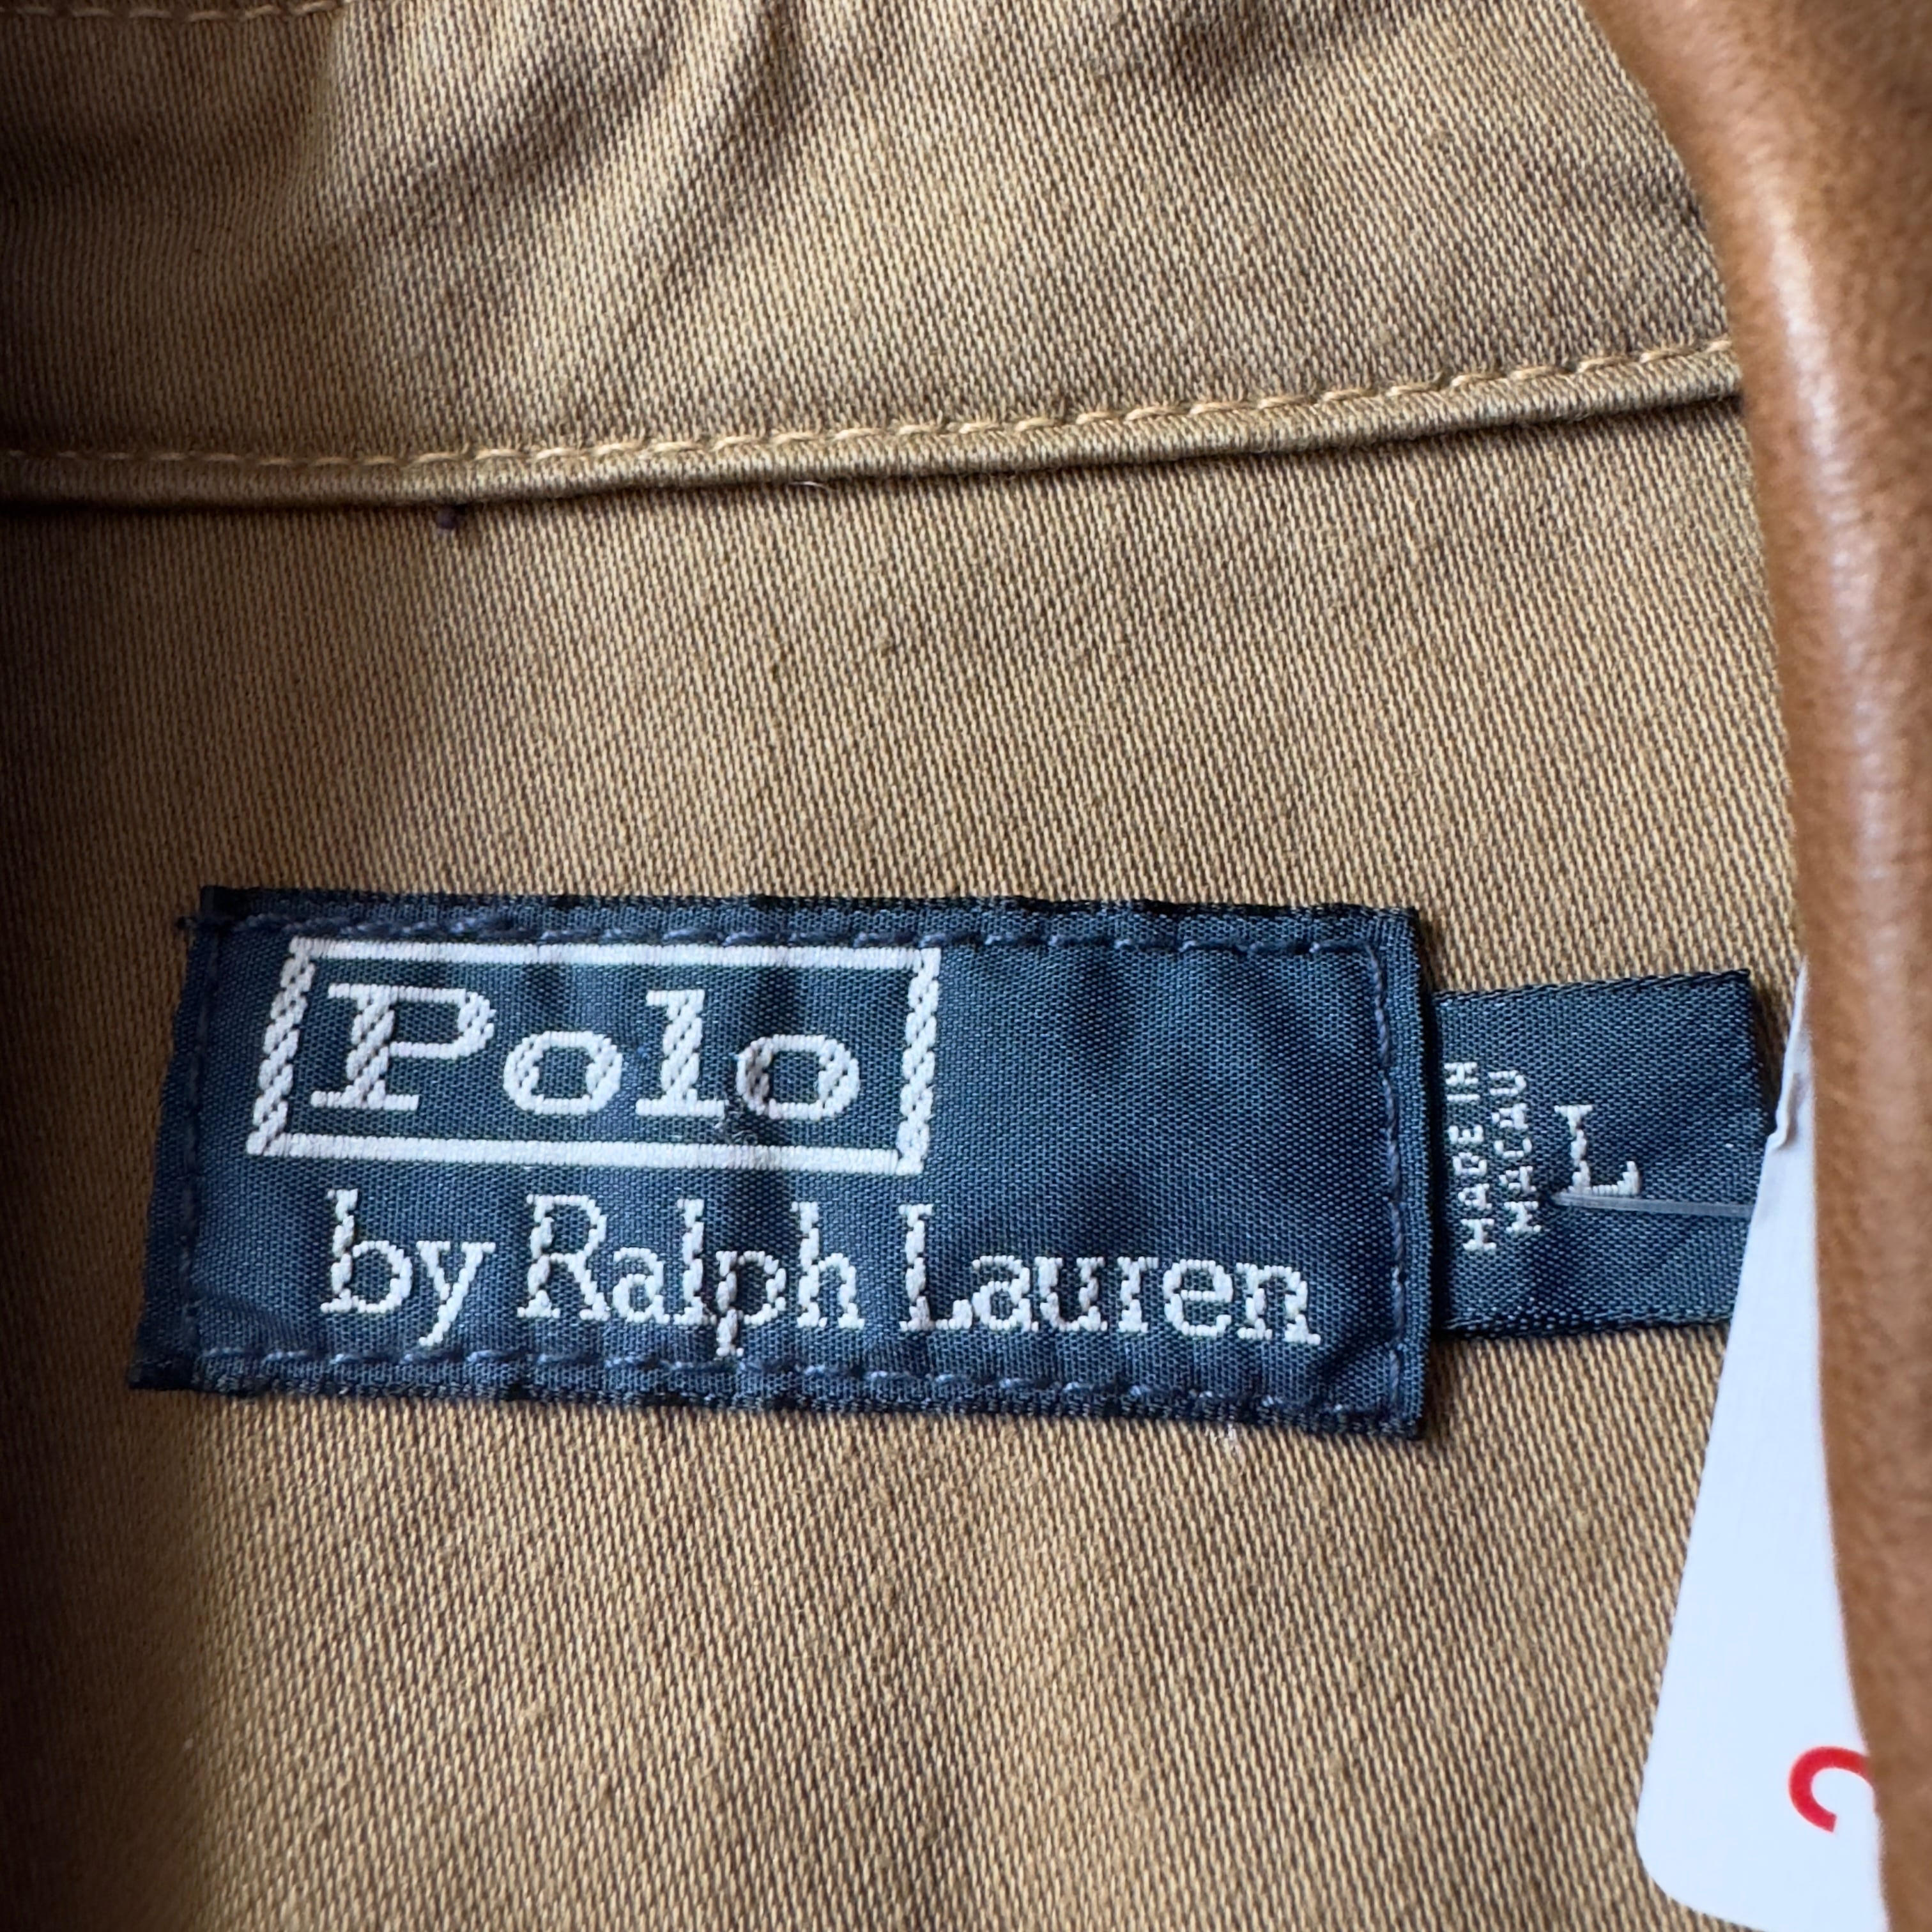 Polo
by Ralph Lauren
MADE IN
MACAU
L